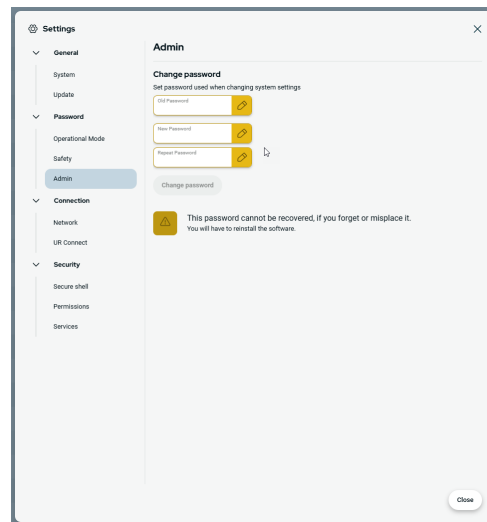 Settings
General
System
Update
Password
Operational Mode
Safety
Admin
Connection
Network
UR Connect
Security
Secure shell
Permissions
Services
Admin
Change password
Set password used when changing system settings
Old Password
New Password
Repeat Password
Change password
This password cannot be recovered, if you forget or misplace it.
You will have to reinstall the software.
Close